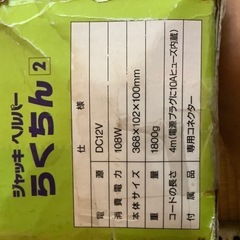 ジャッキ ヘルパー
らくちん 2
仕様
電源 DC12V
消費電力 108W
本体サイズ 368×102×100mm
重量 1800g
コードの長さ 4m(電源プラグに10Aヒューズ内蔵)
付属品 専用コネクター